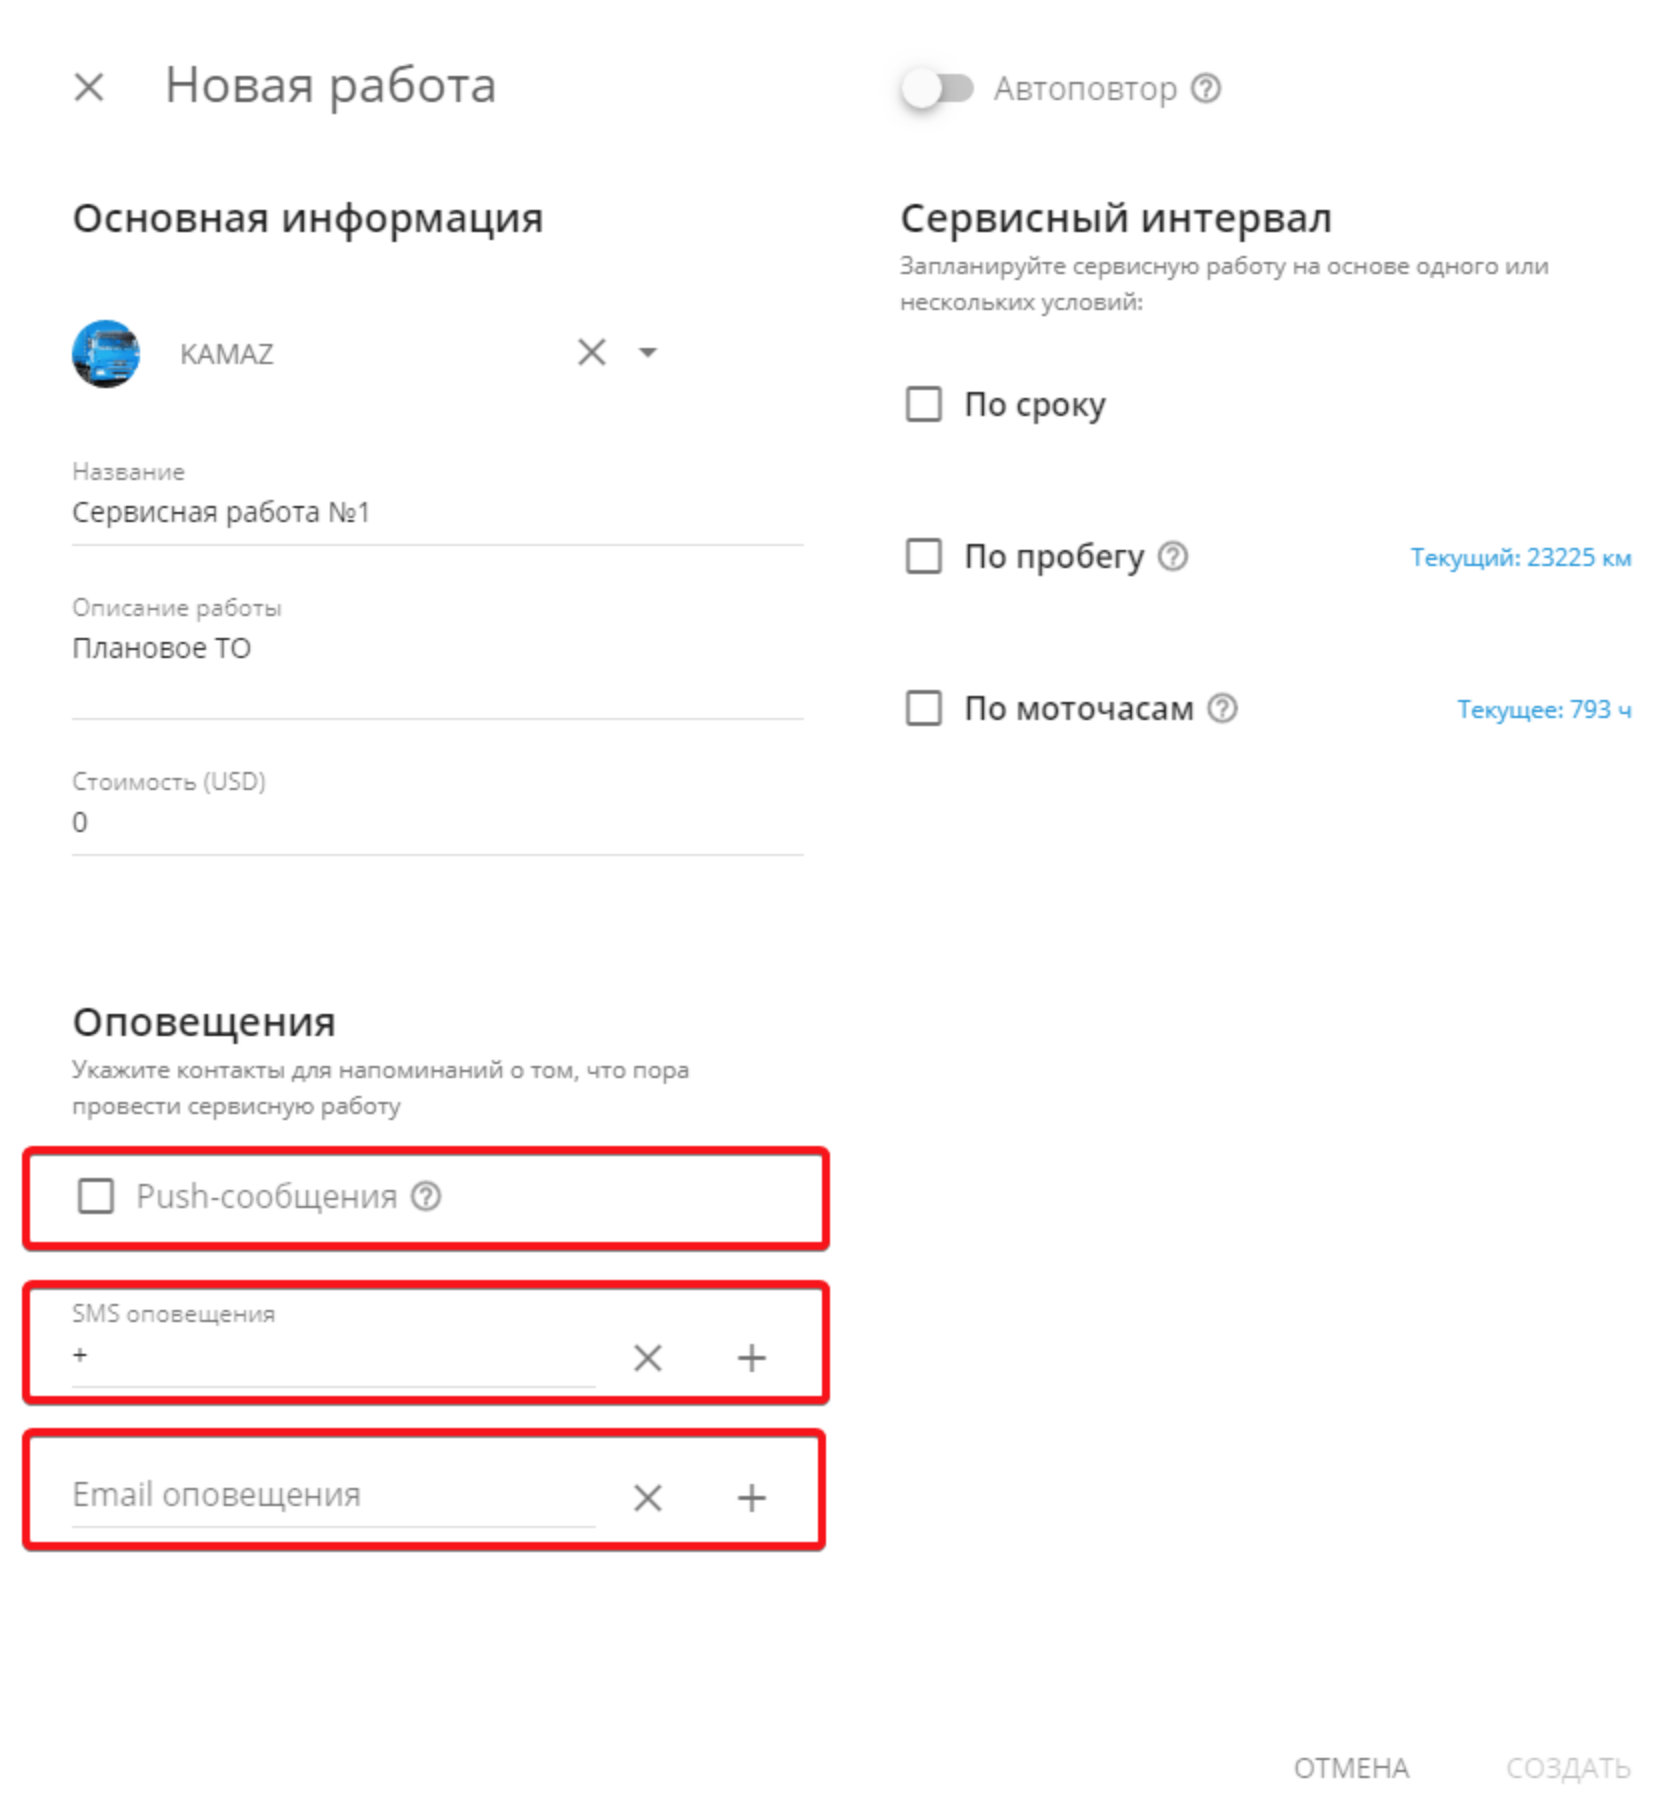 Новая работа
Основная информация
KAMAZ
Название
Сервисная работа №1
Описание работы
Плановое ТО
Стоимость (USD)
0
Оповещения
Укажите контакты для напоминаний о том, что пора
провести сервисную работу
Push-сообщения
SMS оповещения
+
Email оповещения
Автоповтор
Сервисный интервал
Запланируйте сервисную работу на основе одного или
нескольких условий:
По сроку
По пробегу
Текущий: 23225 км
По моточасам
Текущее: 793 ч
ОТМЕНА
СОЗДАТЬ